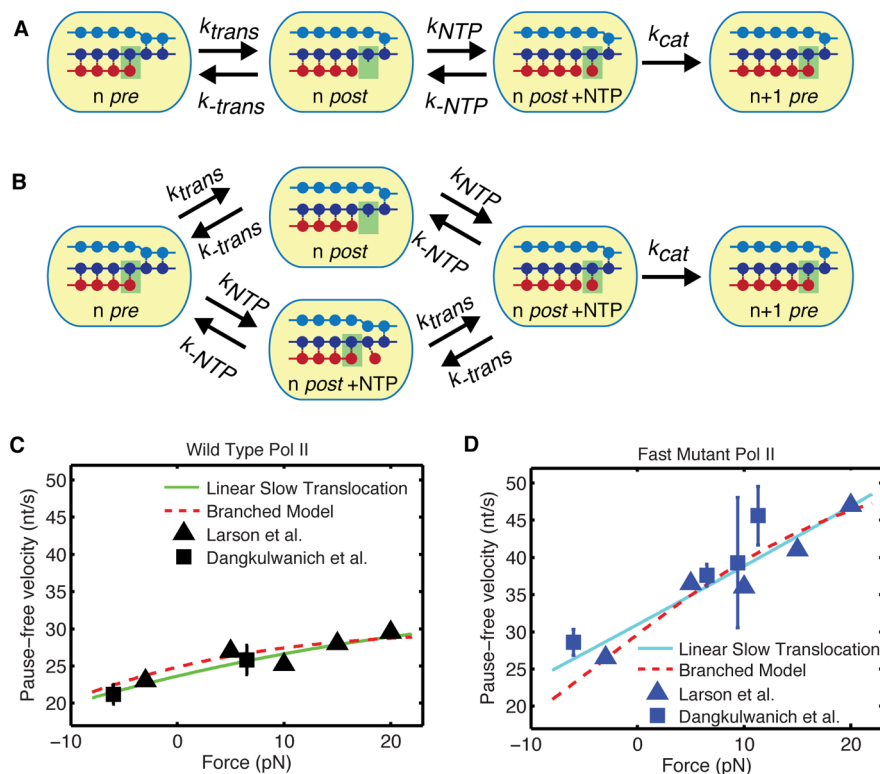 A
k_trans
k_-trans
k_NTP
k_-NTP
k_cat
n pre
n post
n post +NTP
n+1 pre
B
k_trans
k_-trans
n post
k_NTP
k_-NTP
k_cat
n pre
n post +NTP
n+1 pre
k_NTP
k_-NTP
k_trans
k_-trans
n post +NTP
C
Wild Type Pol II
Pause−free velocity (nt/s)
50
45
40
35
30
25
20
Linear Slow Translocation
Branched Model
Larson et al.
Dangkulwanich et al.
−10
0
10
20
Force (pN)
D
Fast Mutant Pol II
Pause−free velocity (nt/s)
50
45
40
35
30
25
20
Linear Slow Translocation
Branched Model
Larson et al.
Dangkulwanich et al.
−10
0
10
20
Force (pN)